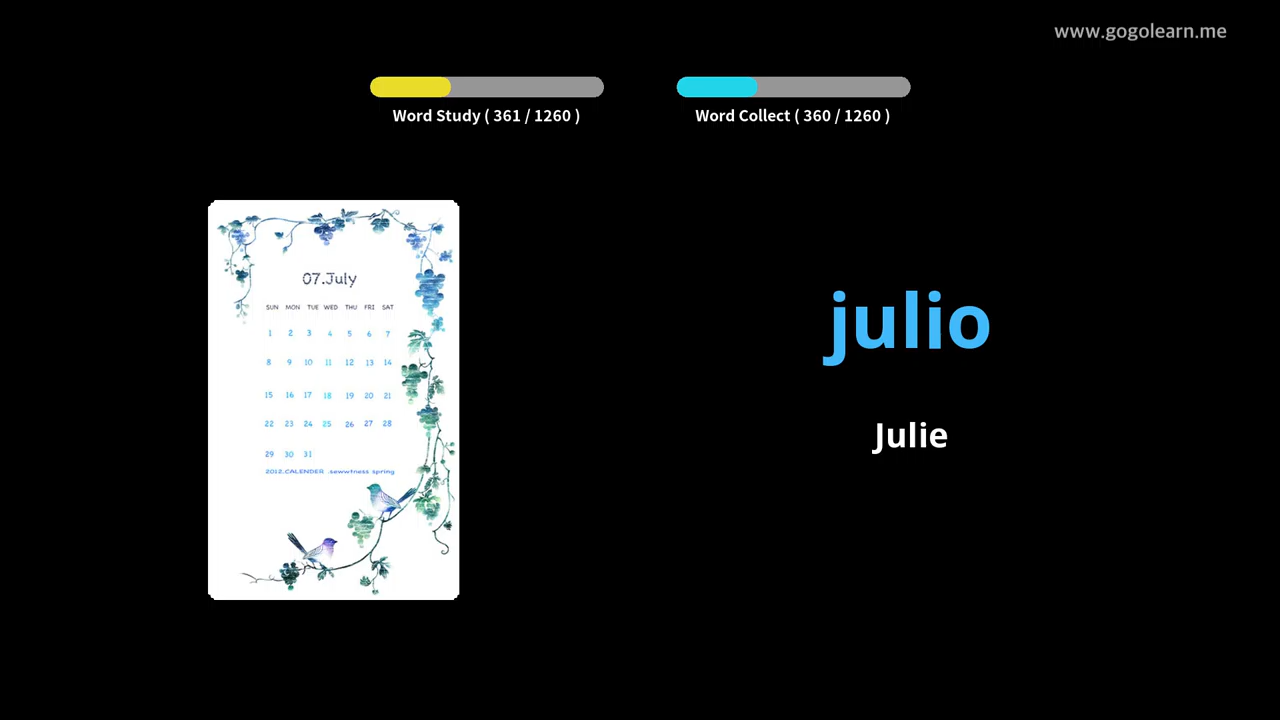 www.gogolearn.me
Word Study ( 361 / 1260 )
Word Collect ( 360 / 1260 )
07.July
SUN MON TUE WED THU FRI SAT
1 2 3 4 5 6 7
8 9 10 11 12 13 14
15 16 17 18 19 20 21
22 23 24 25 26 27 28
29 30 31
2012.CALENDER .sewwtness spring
julio
Julie